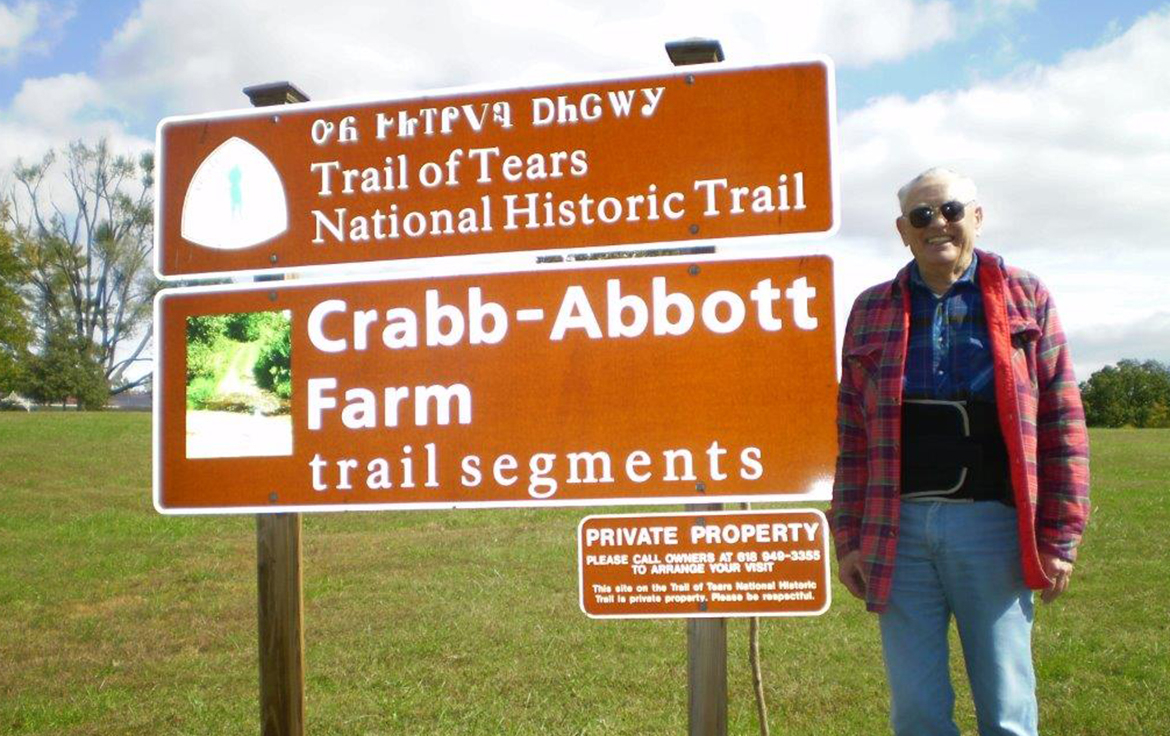 ᎤᏲ ᎨᏥᎢᎵᏙᎸ ᎠᏂᏣᎳᎩ
Trail of Tears
National Historic Trail
Crabb-Abbott
Farm
trail segments
PRIVATE PROPERTY
PLEASE CALL OWNERS AT 618 949-3355
TO ARRANGE YOUR VISIT
This site on the Trail of Tears National Historic
Trail is private property. Please be respectful.